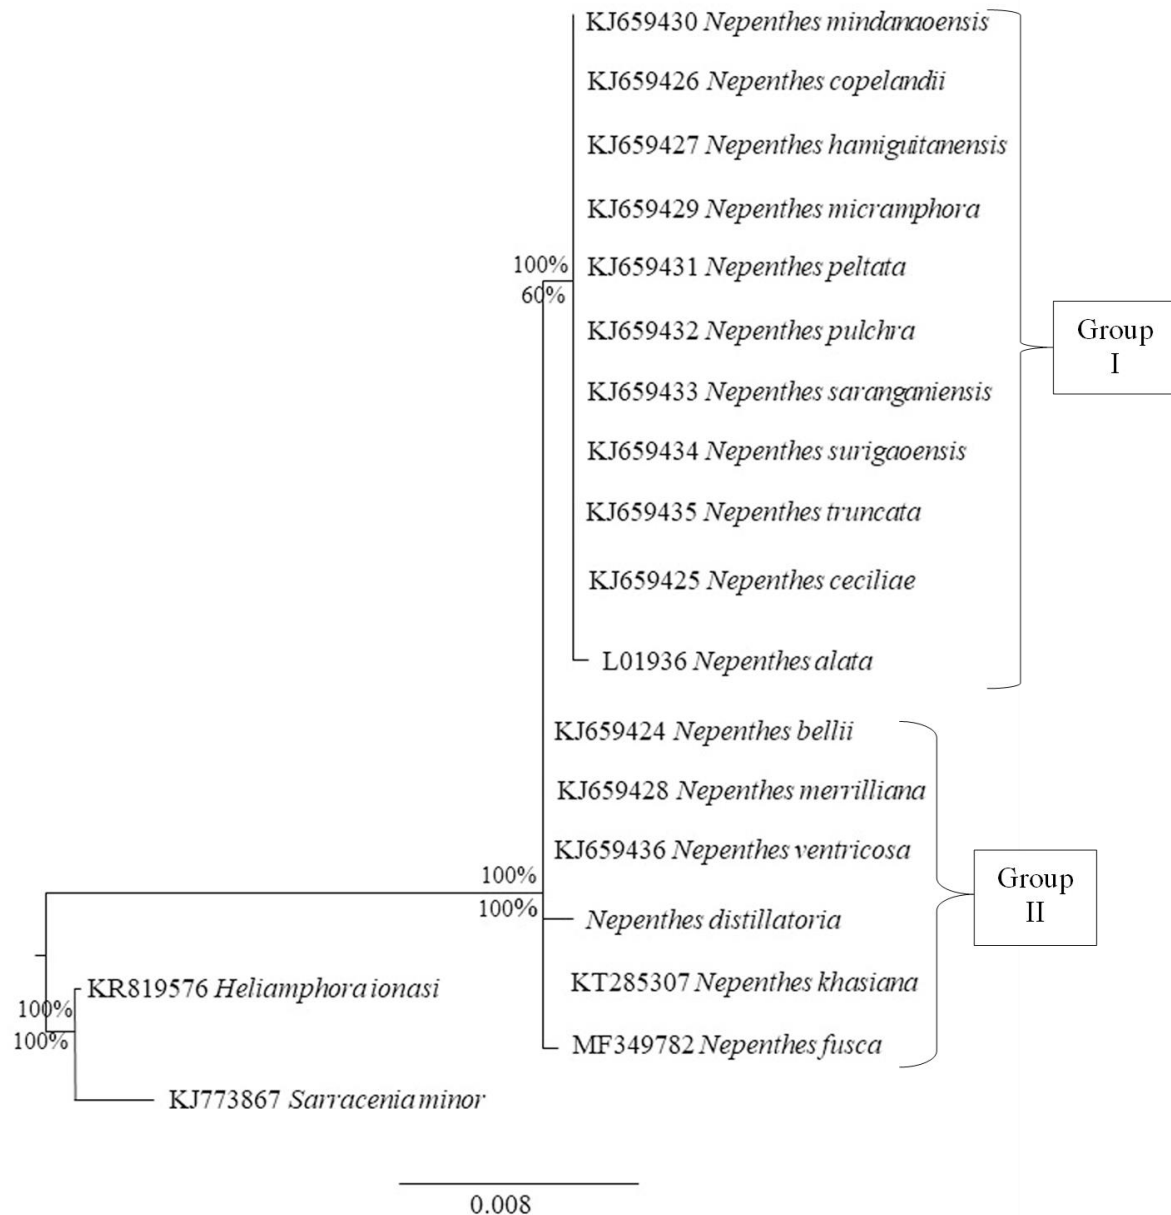 KJ659430 Nepenthes mindanaoensis
KJ659426 Nepenthes copelandii
KJ659427 Nepenthes hamiguitanensis
KJ659429 Nepenthes micramphora
100%
60%
KJ659431 Nepenthes peltata
KJ659432 Nepenthes pulchra
Group
I
KJ659433 Nepenthes saranganiensis
KJ659434 Nepenthes surigaoensis
KJ659435 Nepenthes truncata
KJ659425 Nepenthes ceciliae
L01936 Nepenthes alata
KJ659424 Nepenthes bellii
KJ659428 Nepenthes merrilliana
KJ659436 Nepenthes ventricosa
100%
100%
Group
II
Nepenthes distillatoria
KT285307 Nepenthes khasiana
KR819576 Heliamphora ionasi
100%
100%
MF349782 Nepenthes fusca
KJ773867 Sarracenia minor
0.008